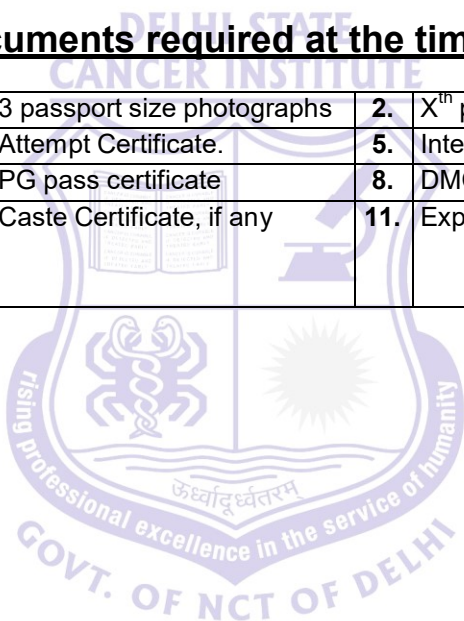 DELHI STATE
cuments required at the tim
CANCER INSTITUTE
3 passport size photographs 2. Xth p
Attempt Certificate. 5. Inte
PG pass certificate 8. DMC
Caste Certificate, if any 11. Exp
rising professional excellence in the service of humanity
ऊर्ध्वादूर्ध्वतरम्
GOVT. OF NCT OF DELHI